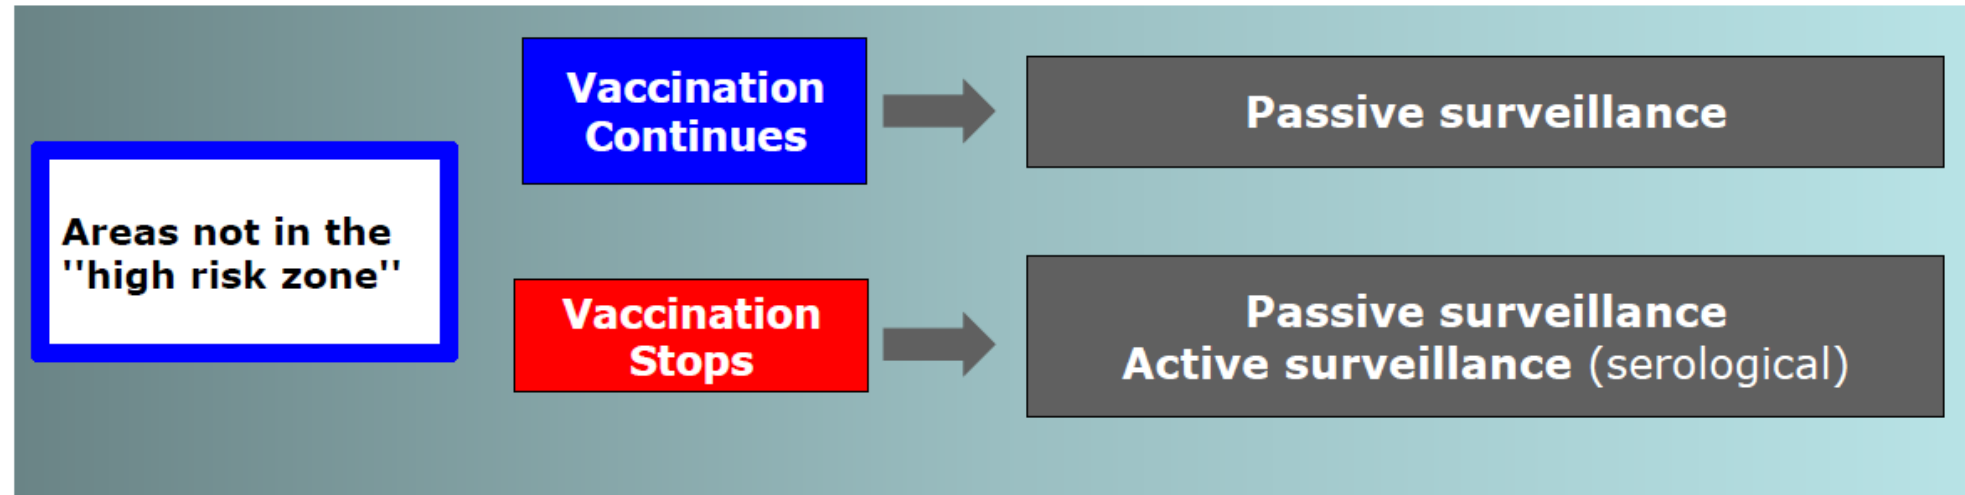 Areas not in the
''high risk zone''
Vaccination
Continues
Passive surveillance
Vaccination
Stops
Passive surveillance
Active surveillance (serological)